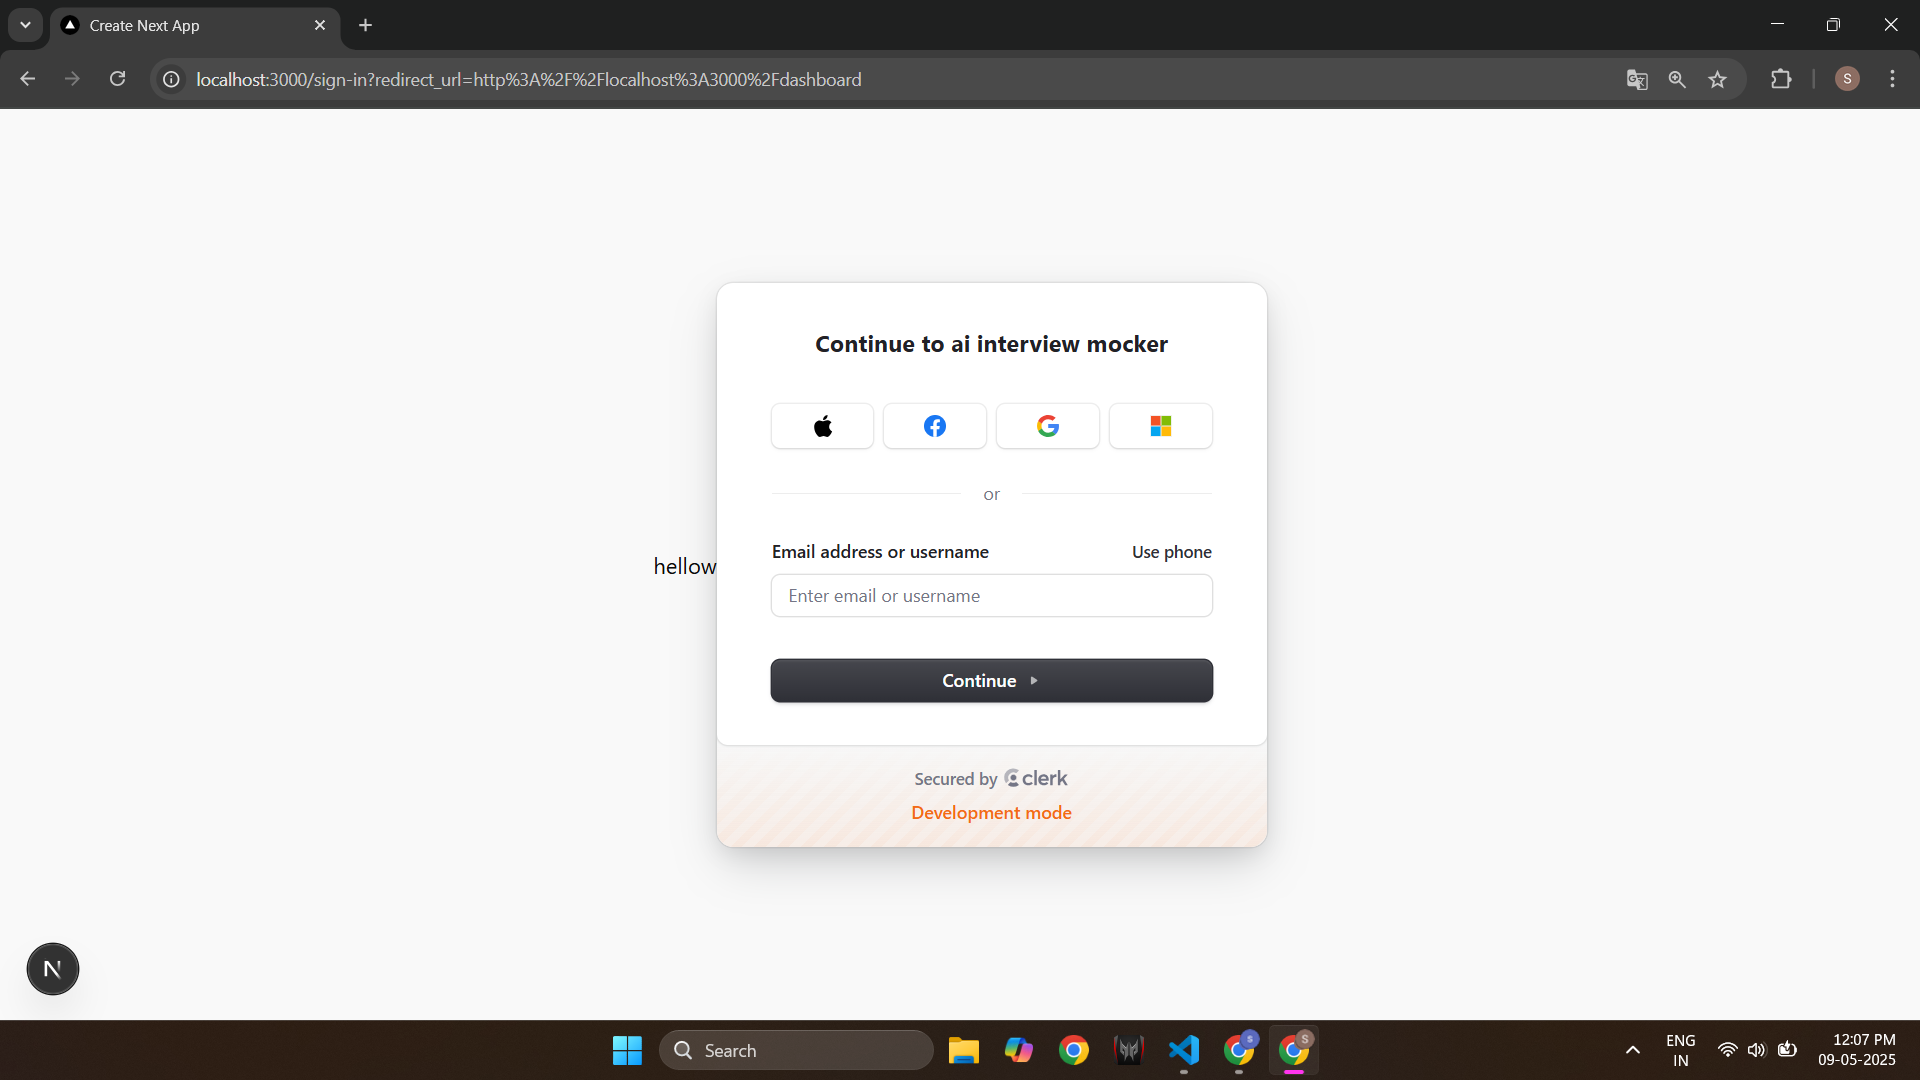 Create Next App
localhost:3000/sign-in?redirect_url=http%3A%2F%2Flocalhost%3A3000%2Fdashboard
S
Continue to ai interview mocker
or
Email address or username Use phone
hellow
Enter email or username
Continue
Secured by clerk
Development mode
N
Search
S
S
ENG
IN
12:07 PM
09-05-2025